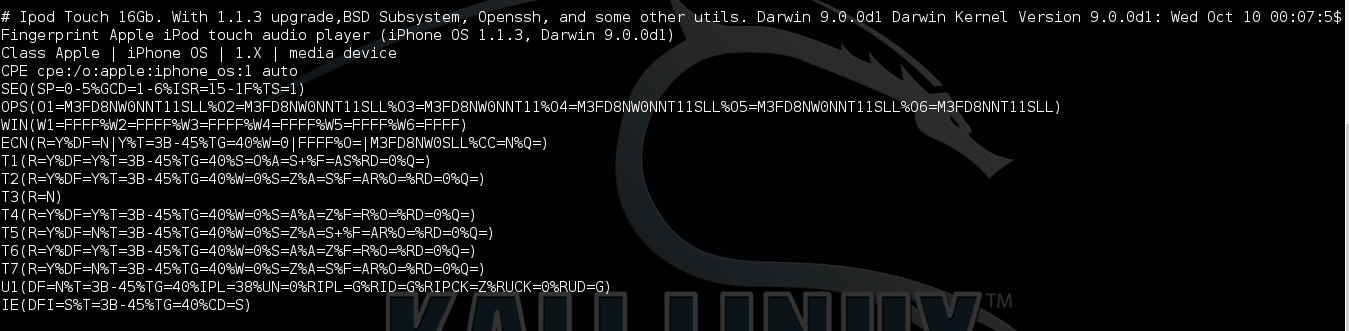 # Ipod Touch 16Gb. With 1.1.3 upgrade,BSD Subsystem, Openssh, and some other utils. Darwin 9.0.0d1 Darwin Kernel Version 9.0.0d1: Wed Oct 10 00:07:5$
Fingerprint Apple iPod touch audio player (iPhone OS 1.1.3, Darwin 9.0.0d1)
Class Apple | iPhone OS | 1.X | media device
CPE cpe:/o:apple:iphone_os:1 auto
SEQ(SP=0-5%GCD=1-6%ISR=15-1F%TS=1)
OPS(O1=M3FD8NW0NNT11SLL%O2=M3FD8NW0NNT11SLL%O3=M3FD8NW0NNT11%O4=M3FD8NW0NNT11SLL%O5=M3FD8NW0NNT11SLL%O6=M3FD8NNT11SLL)
WIN(W1=FFFF%W2=FFFF%W3=FFFF%W4=FFFF%W5=FFFF%W6=FFFF)
ECN(R=Y%DF=N|Y%T=3B-45%TG=40%W=0|FFFF%O=|M3FD8NW0SLL%CC=N%Q=)
T1(R=Y%DF=Y%T=3B-45%TG=40%S=O%A=S+%F=AS%RD=0%Q=)
T2(R=Y%DF=Y%T=3B-45%TG=40%W=0%S=Z%A=S%F=AR%O=%RD=0%Q=)
T3(R=N)
T4(R=Y%DF=Y%T=3B-45%TG=40%W=0%S=A%A=Z%F=R%O=%RD=0%Q=)
T5(R=Y%DF=N%T=3B-45%TG=40%W=0%S=Z%A=S+%F=AR%O=%RD=0%Q=)
T6(R=Y%DF=Y%T=3B-45%TG=40%W=0%S=A%A=Z%F=R%O=%RD=0%Q=)
T7(R=Y%DF=N%T=3B-45%TG=40%W=0%S=Z%A=S%F=AR%O=%RD=0%Q=)
U1(DF=N%T=3B-45%TG=40%IPL=38%UN=0%RIPL=G%RID=G%RIPCK=Z%RUCK=0%RUD=G)
IE(DFI=S%T=3B-45%TG=40%CD=S)
KALI LINUX™